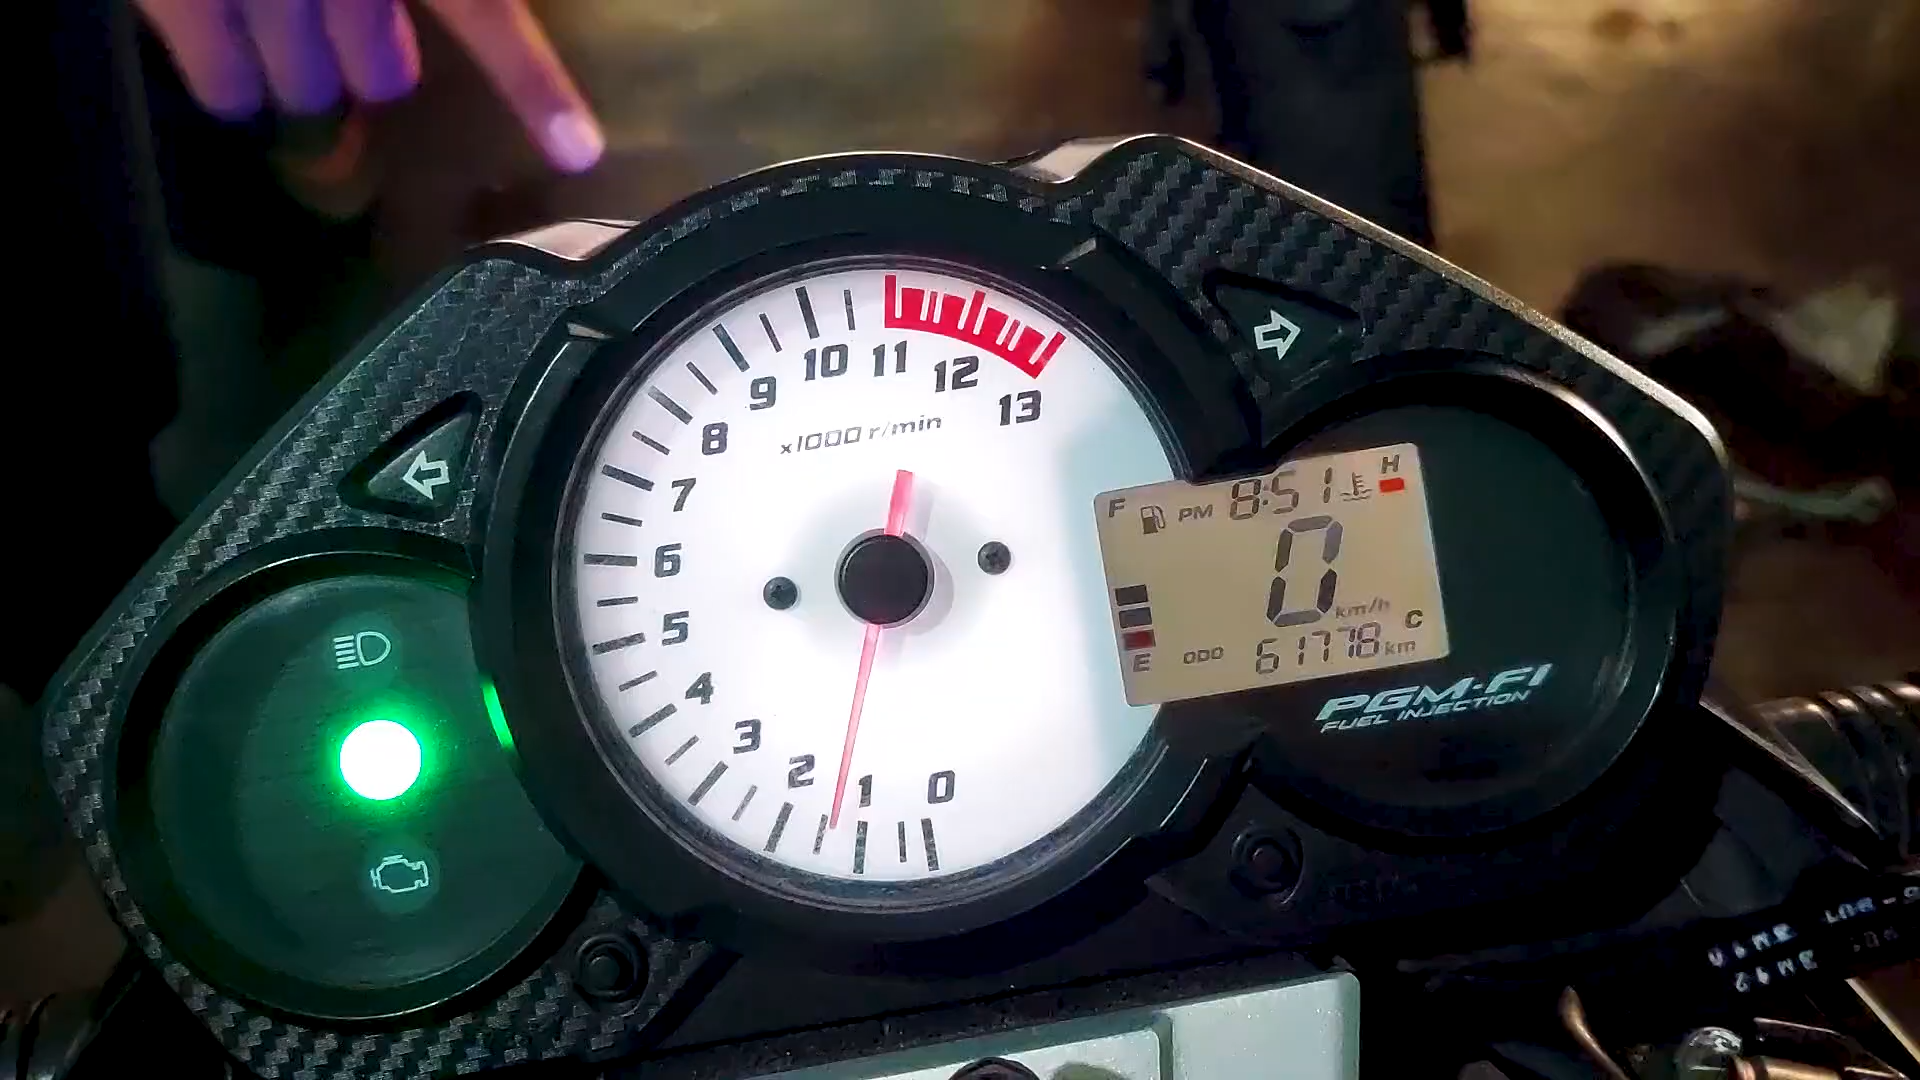 10 11 12 13
9
8
7
6
5
4
3
2
1
0
x1000 r/min
F PM 8:51 H
0 km/h
C
E ODO 61778 km
PGM-FI
FUEL INJECTION